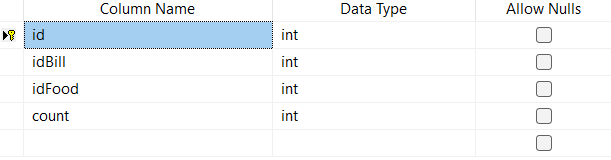 Column Name Data Type Allow Nulls
id int
idBill int
idFood int
count int